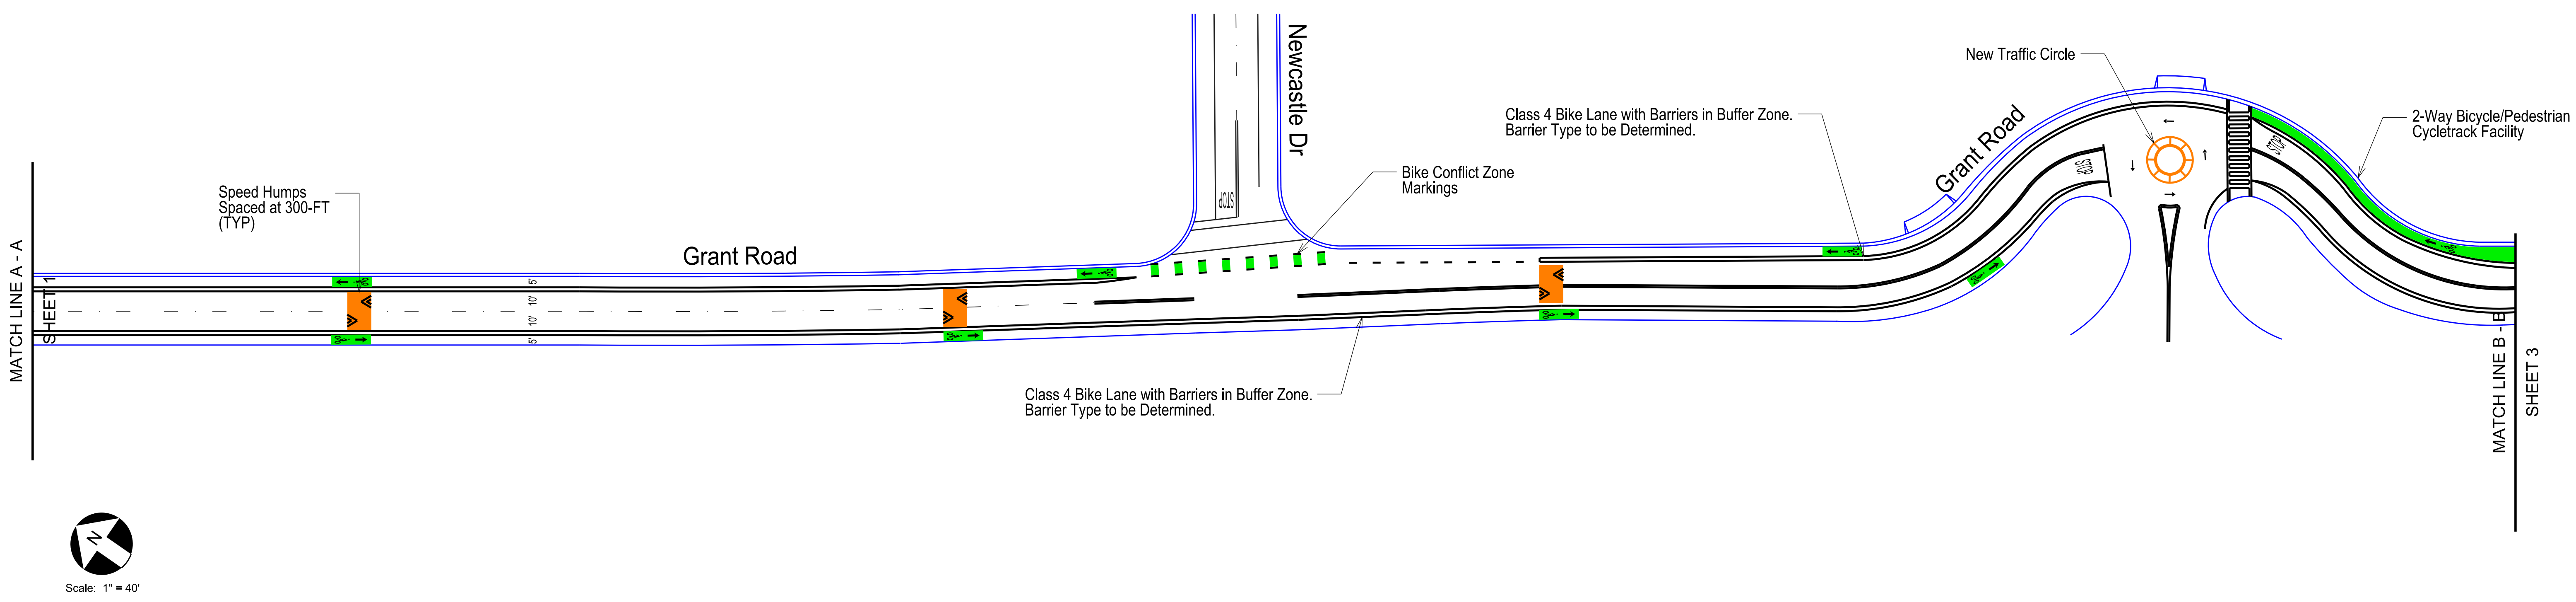 MATCH LINE A - A
SHEET 1
Speed Humps
Spaced at 300-FT
(TYP)
5'
10'
10'
5'
Grant Road
Newcastle Dr
STOP
Bike Conflict Zone
Markings
Class 4 Bike Lane with Barriers in Buffer Zone.
Barrier Type to be Determined.
Class 4 Bike Lane with Barriers in Buffer Zone.
Barrier Type to be Determined.
Grant Road
New Traffic Circle
STOP
STOP
2-Way Bicycle/Pedestrian
Cycletrack Facility
MATCH LINE B - B
SHEET 3
N
Scale: 1" = 40'